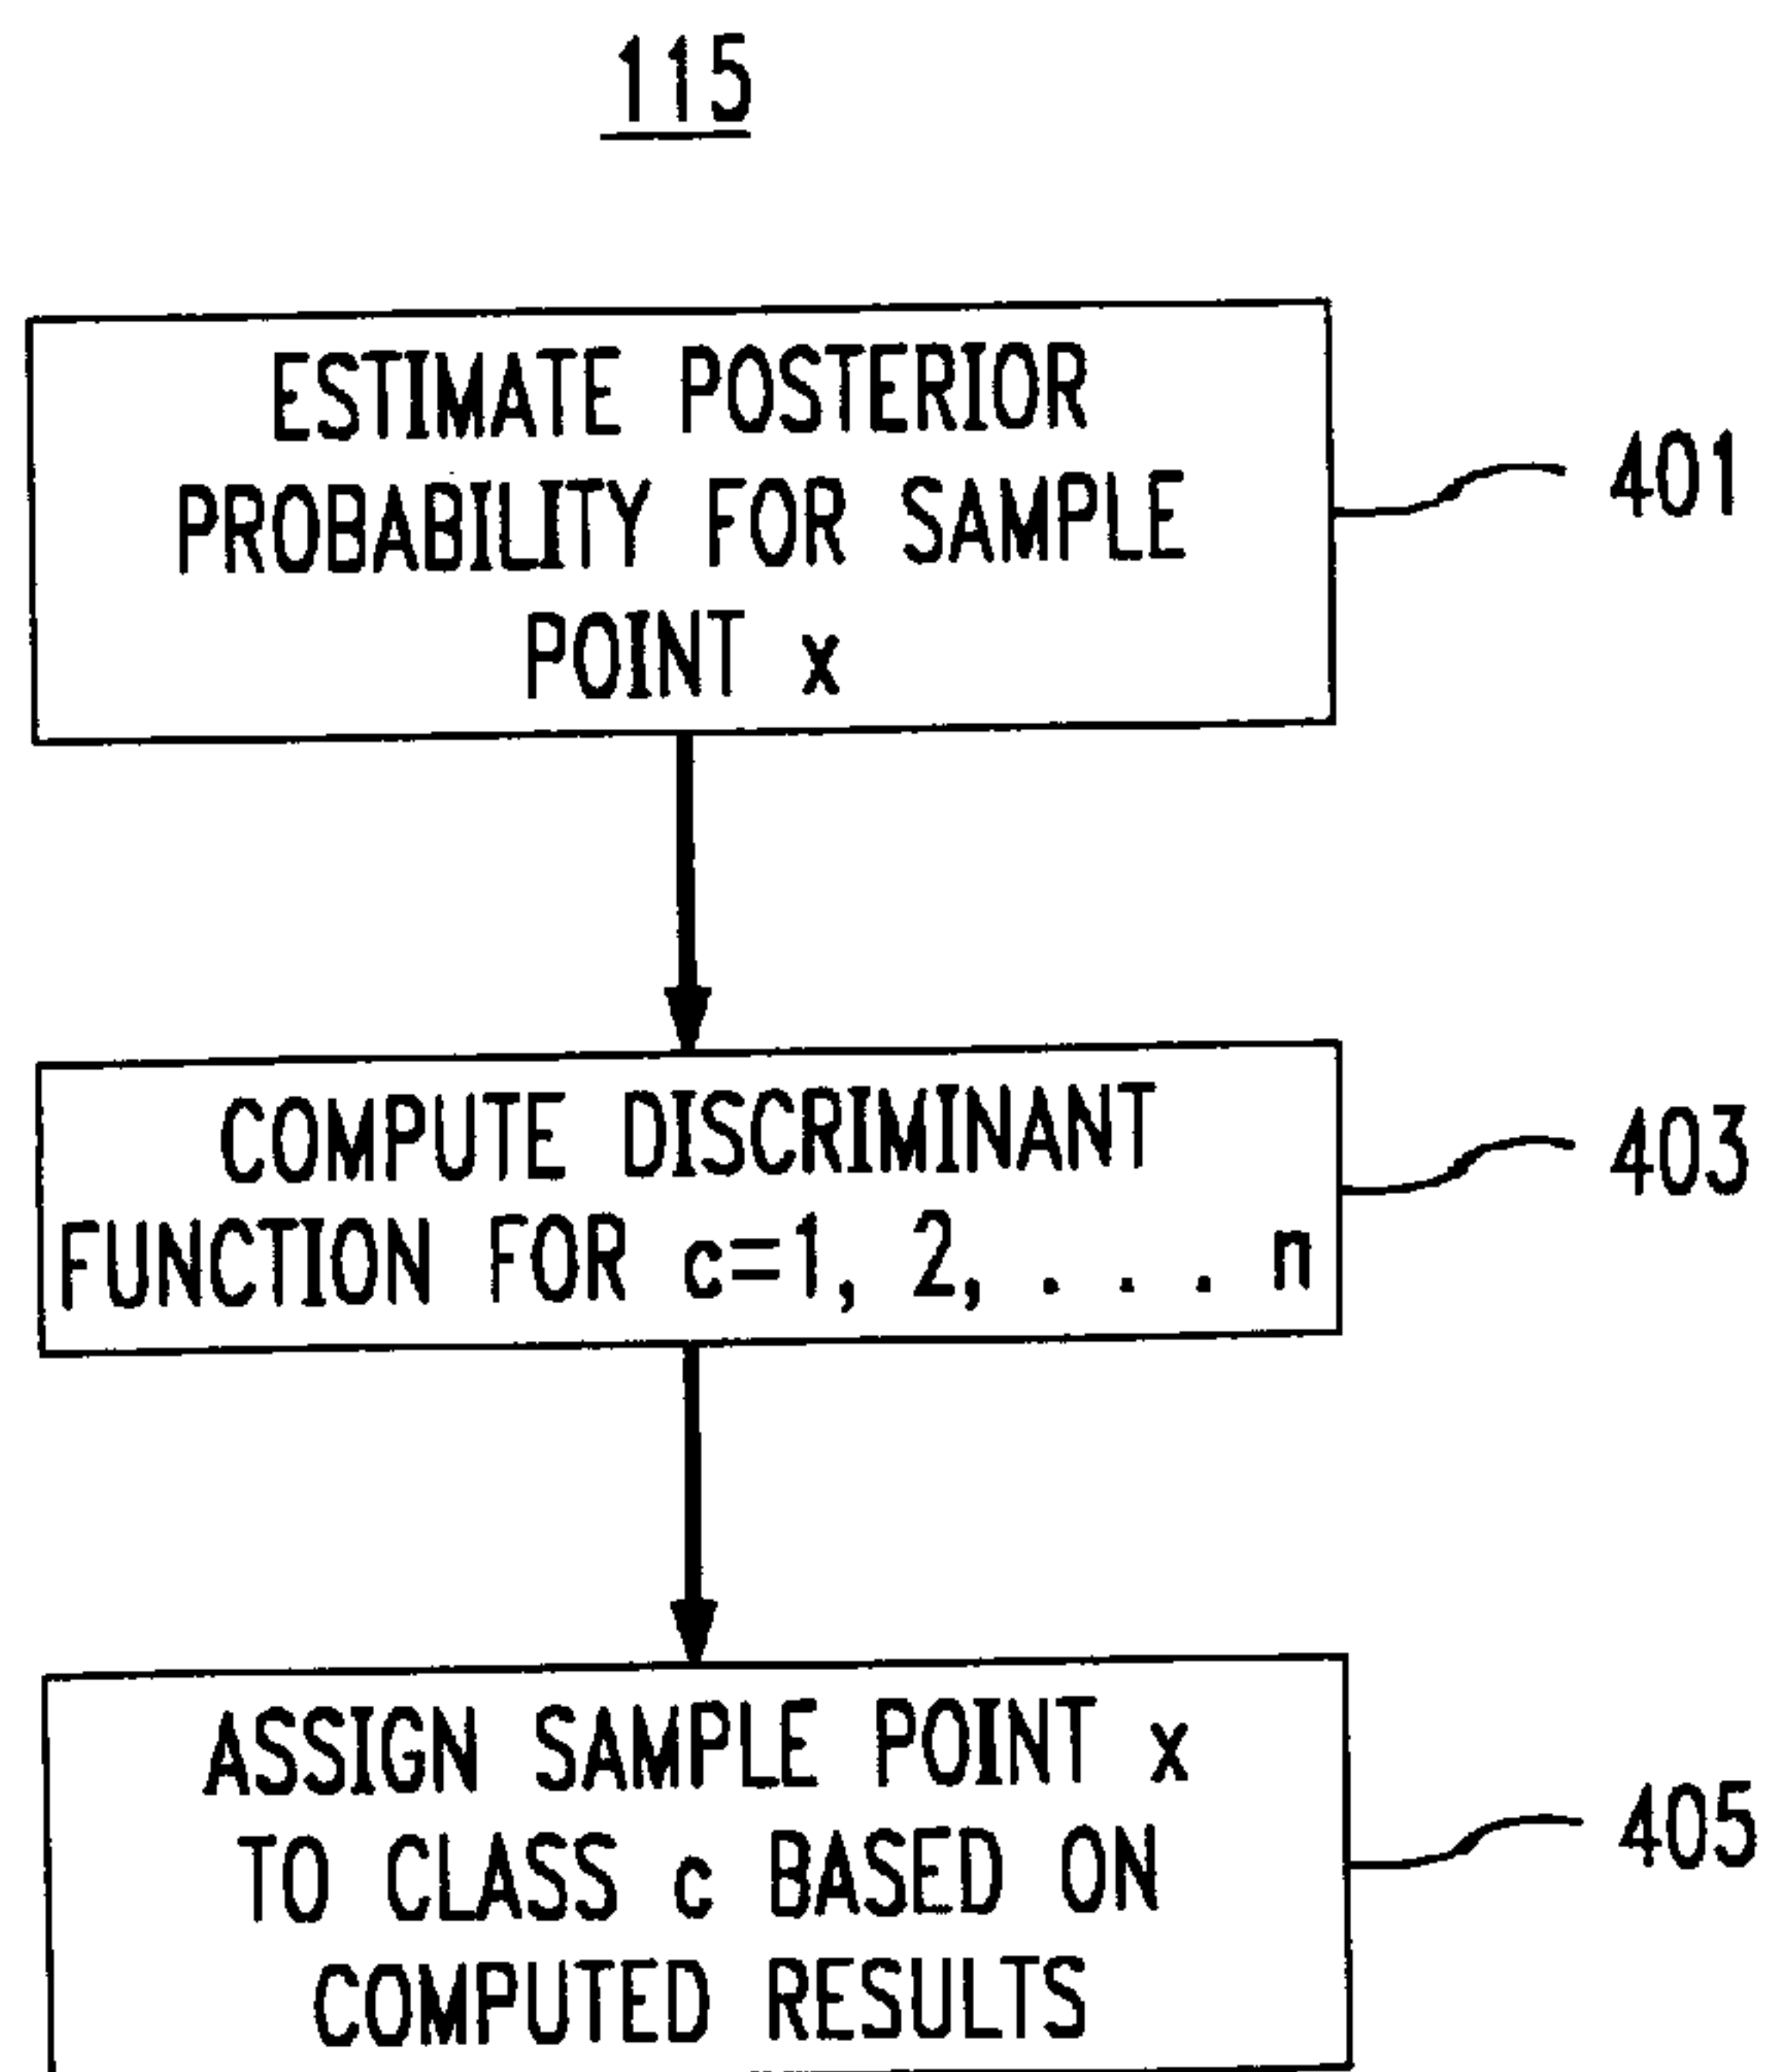 115
ESTIMATE POSTERIOR
PROBABILITY FOR SAMPLE
POINT x
401
COMPUTE DISCRIMINANT
FUNCTION FOR c=1, 2, . . . n
403
ASSIGN SAMPLE POINT x
TO CLASS c BASED ON
COMPUTED RESULTS
405